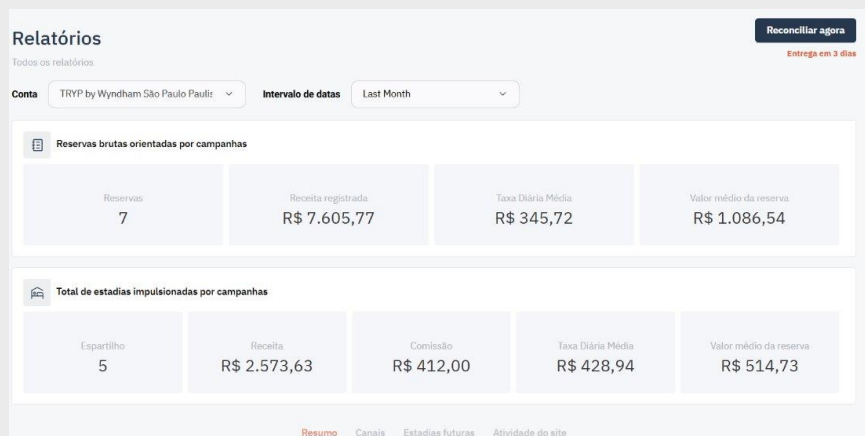 Relatórios
Reconciliar agora
Entrega em 3 dias
Todos os relatórios
Conta TRYP by Wyndham São Paulo Paulis Intervalo de datas Last Month
Reservas brutas orientadas por campanhas
Reservas Receita registrada Taxa Diária Média Valor médio da reserva
7 R$ 7.605,77 R$ 345,72 R$ 1.086,54
Total de estadias impulsionadas por campanhas
Espartilho Receita Comissão Taxa Diária Média Valor médio da reserva
5 R$ 2.573,63 R$ 412,00 R$ 428,94 R$ 514,73
Resumo Canais Estadias futuras Atividade do site